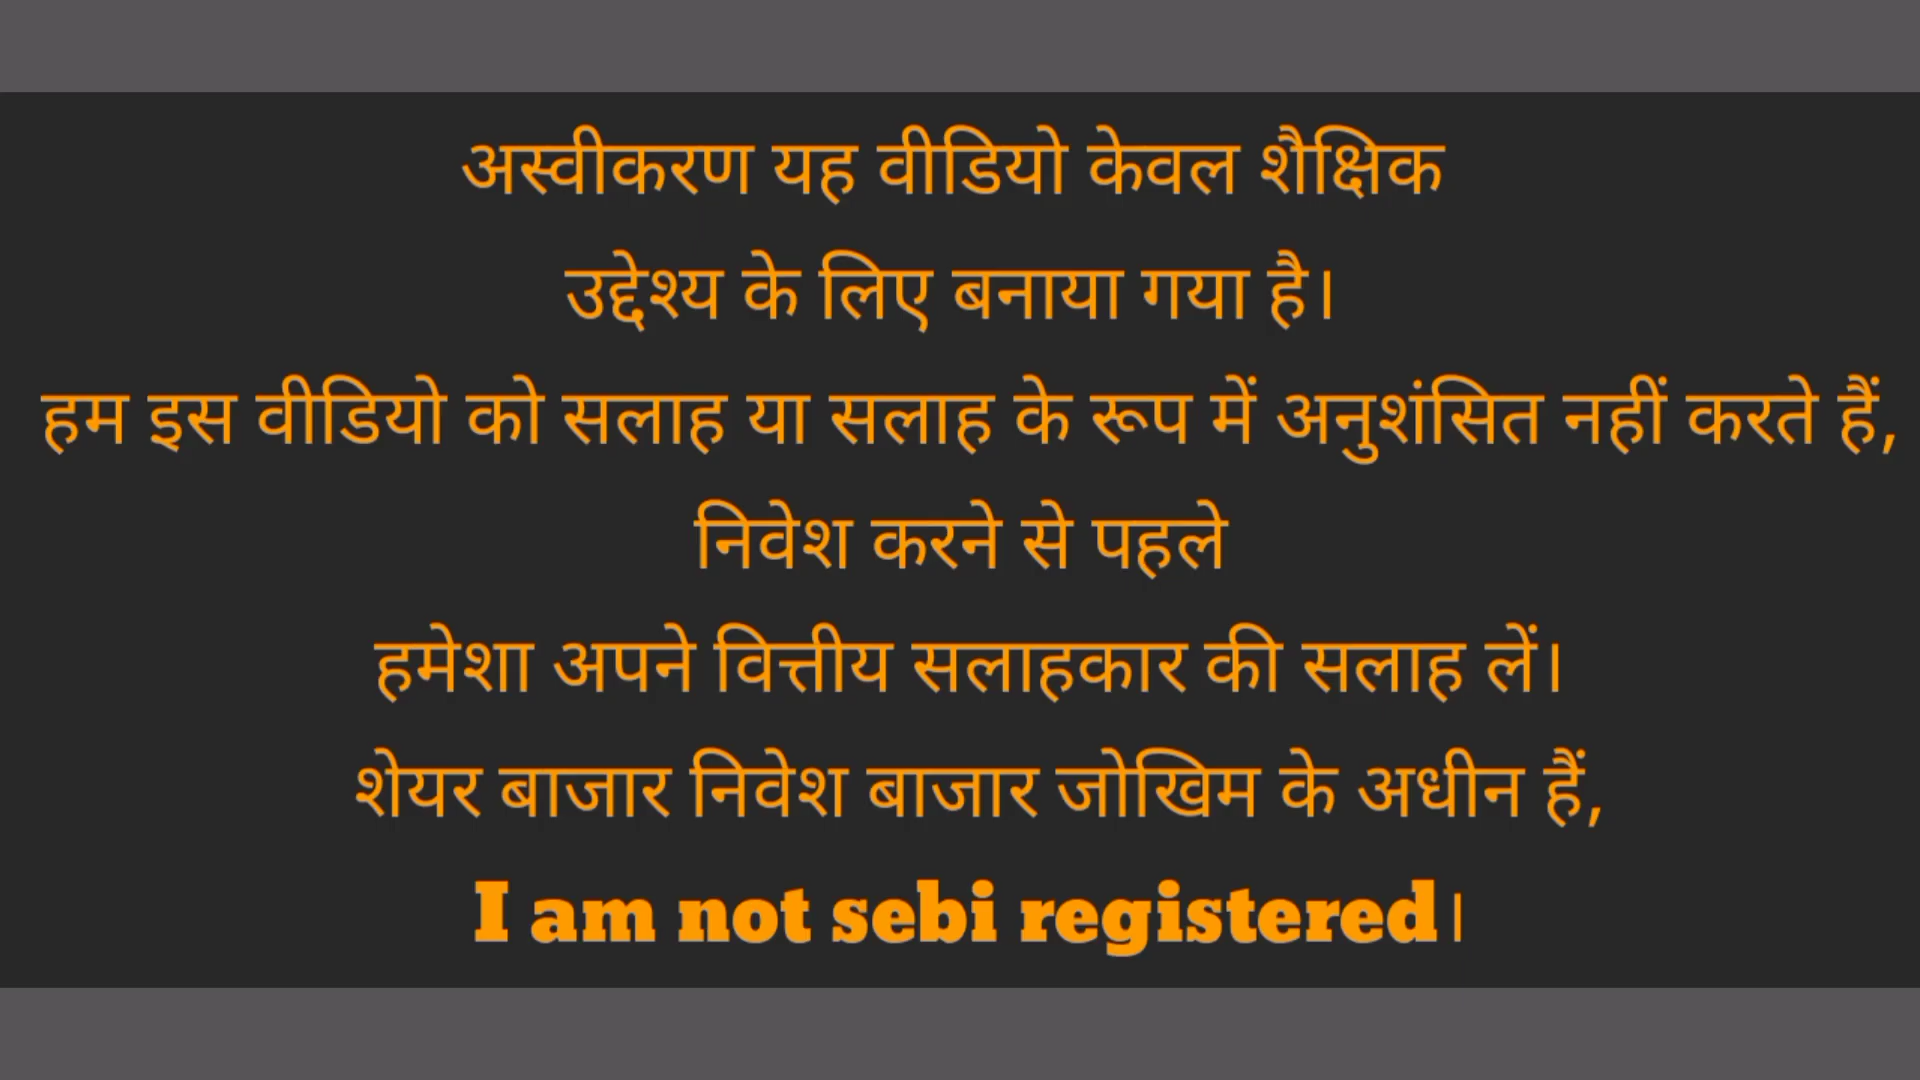 अस्वीकरण यह वीडियो केवल शैक्षिक
उद्देश्य के लिए बनाया गया है।
हम इस वीडियो को सलाह या सलाह के रूप में अनुशंसित नहीं करते हैं,
निवेश करने से पहले
हमेशा अपने वित्तीय सलाहकार की सलाह लें।
शेयर बाजार निवेश बाजार जोखिम के अधीन हैं,
I am not sebi registered।